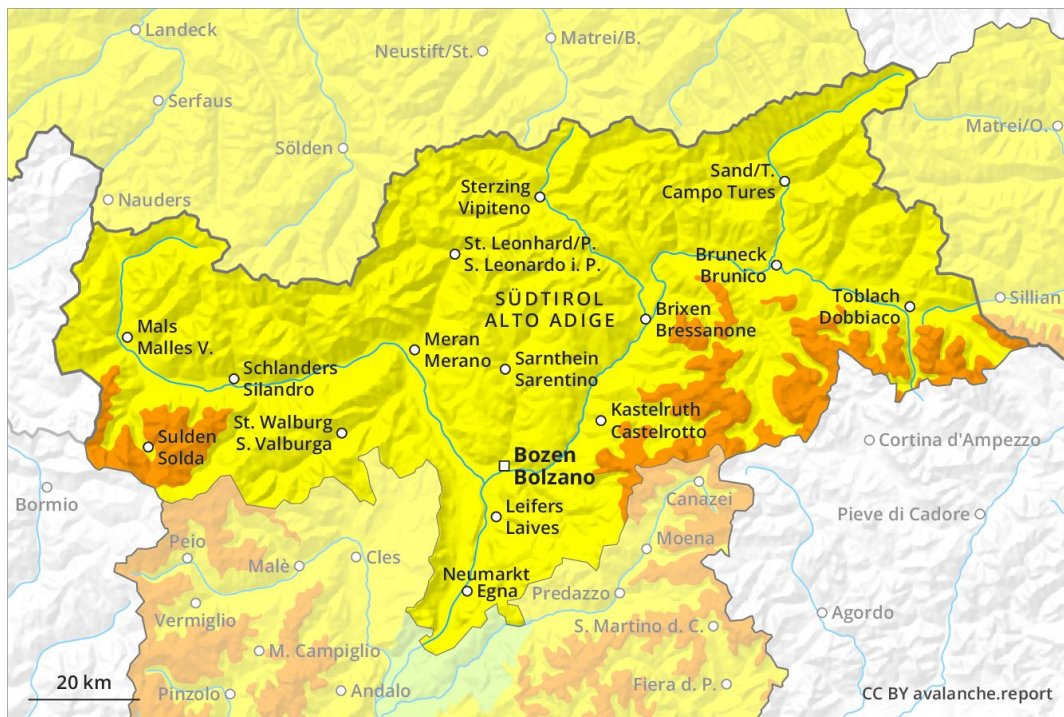 Landeck
Neustift/St.
Matrei/B.
Serfaus
Sölden
Matrei/O.
Nauders
Sterzing
Vipiteno
Sand/T.
Campo Tures
St. Leonhard/P.
S. Leonardo i. P.
Bruneck
Brunico
SÜDTIROL
ALTO ADIGE
Toblach
Dobbiaco
Sillian
Brixen
Bressanone
Mals
Malles V.
Meran
Merano
Schlanders
Silandro
Sarnthein
Sarentino
St. Walburg
S. Valburga
Kastelruth
Castelrotto
Sulden
Solda
Cortina d'Ampezzo
Bozen
Bolzano
Bormio
Leifers
Laives
Canazei
Pieve di Cadore
Peio
Malè
Cles
Moena
Neumarkt
Egna
Predazzo
Vermiglio
Agordo
S. Martino d. C.
M. Campiglio
20 km
Pinzolo
Andalo
Fiera d. P.
CC BY avalanche.report